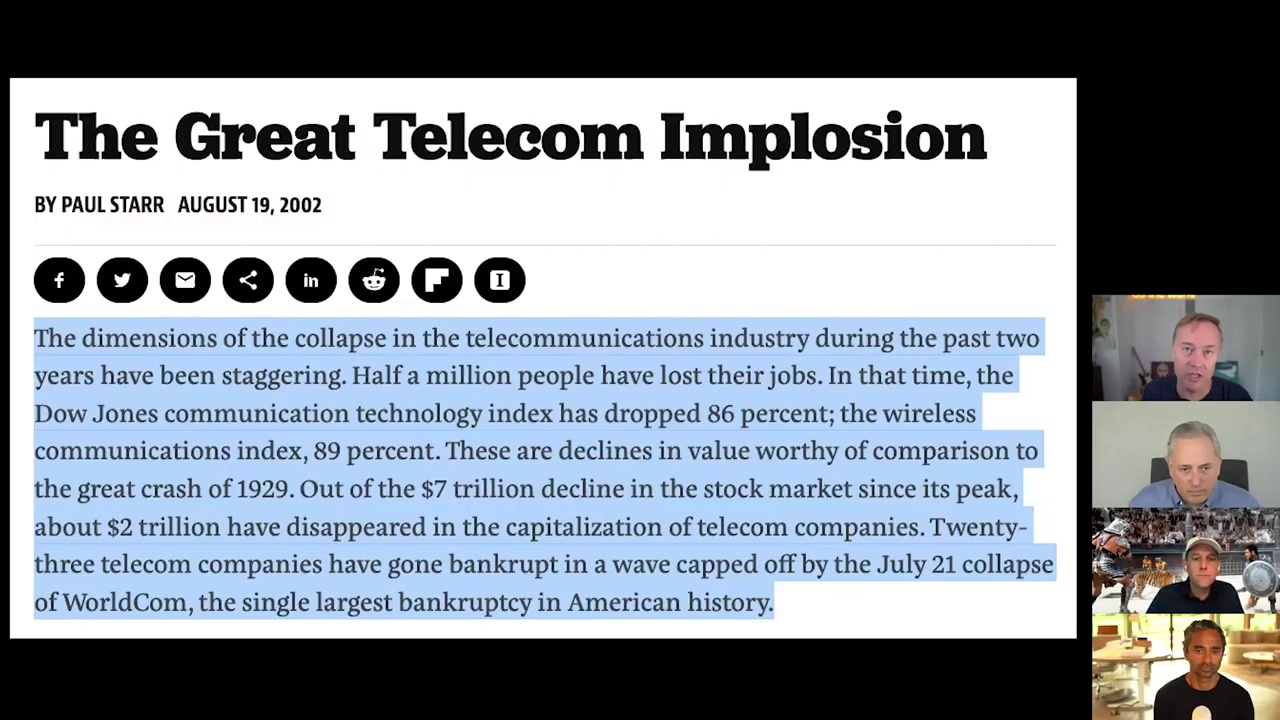 The Great Telecom Implosion
BY PAUL STARR AUGUST 19, 2002
The dimensions of the collapse in the telecommunications industry during the past two
years have been staggering. Half a million people have lost their jobs. In that time, the
Dow Jones communication technology index has dropped 86 percent; the wireless
communications index, 89 percent. These are declines in value worthy of comparison to
the great crash of 1929. Out of the $7 trillion decline in the stock market since its peak,
about $2 trillion have disappeared in the capitalization of telecom companies. Twenty-
three telecom companies have gone bankrupt in a wave capped off by the July 21 collapse
of WorldCom, the single largest bankruptcy in American history.